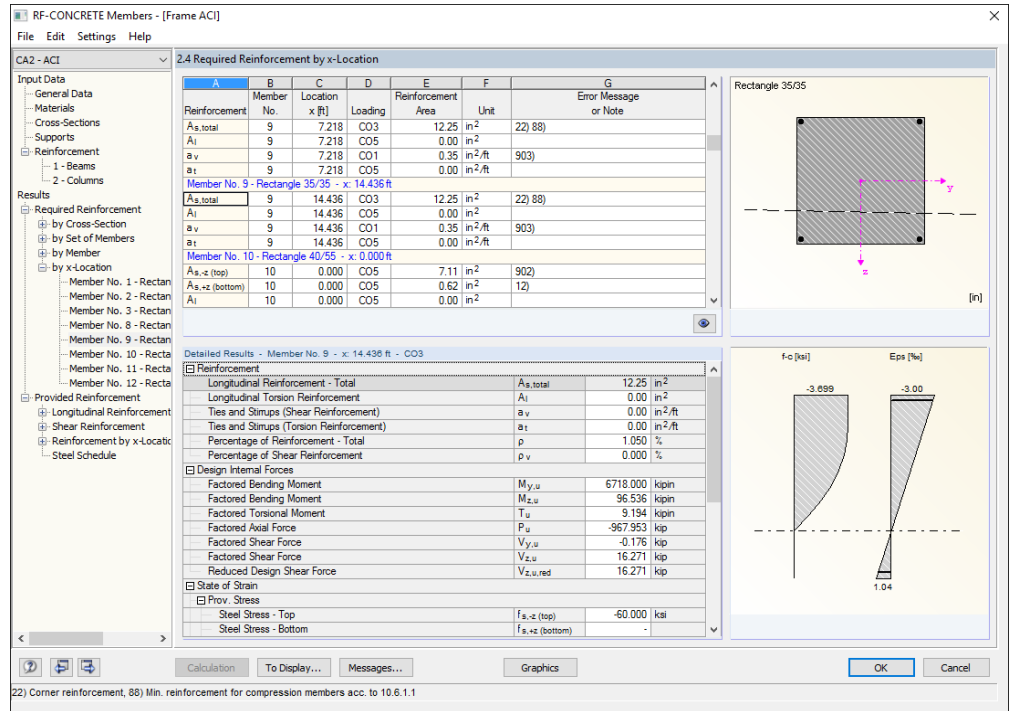 RF-CONCRETE Members - [Frame ACI]
File Edit Settings Help
CA2 - ACI
2.4 Required Reinforcement by x-Location
Input Data
General Data
Materials
Cross-Sections
Supports
Reinforcement
1 - Beams
2 - Columns
Results
Required Reinforcement
by Cross-Section
by Set of Members
by Member
by x-Location
Member No. 1 - Rectan
Member No. 2 - Rectan
Member No. 3 - Rectan
Member No. 8 - Rectan
Member No. 9 - Rectan
Member No. 10 - Recta
Member No. 11 - Recta
Member No. 12 - Recta
Provided Reinforcement
Longitudinal Reinforcement
Shear Reinforcement
Reinforcement by x-Locatic
Steel Schedule
A B C D E F G
Member Location Reinforcement Error Message
Reinforcement No. x [ft] Loading Area Unit or Note
As,total 9 7.218 CO3 12.25 in2 22) 88)
Al 9 7.218 CO5 0.00 in2
av 9 7.218 CO1 0.35 in2/ft 903)
at 9 7.218 CO5 0.00 in2/ft
Member No. 9 - Rectangle 35/35 - x: 14.436 ft
As,total 9 14.436 CO3 12.25 in2 22) 88)
Al 9 14.436 CO5 0.00 in2
av 9 14.436 CO1 0.35 in2/ft 903)
at 9 14.436 CO5 0.00 in2/ft
Member No. 10 - Rectangle 40/55 - x: 0.000 ft
As,-z (top) 10 0.000 CO5 7.11 in2 902)
As,+z (bottom) 10 0.000 CO5 0.62 in2 12)
Al 10 0.000 CO5 0.00 in2
Rectangle 35/35
y
z
[in]
Detailed Results - Member No. 9 - x: 14.436 ft - CO3
Reinforcement
Longitudinal Reinforcement - Total As,total 12.25 in2
Longitudinal Torsion Reinforcement Al 0.00 in2
Ties and Stirrups (Shear Reinforcement) av 0.00 in2/ft
Ties and Stirrups (Torsion Reinforcement) at 0.00 in2/ft
Percentage of Reinforcement - Total ρ 1.050 %
Percentage of Shear Reinforcement ρv 0.000 %
Design Internal Forces
Factored Bending Moment My,u 6718.000 kipin
Factored Bending Moment Mz,u 96.536 kipin
Factored Torsional Moment Tu 9.194 kipin
Factored Axial Force Pu -967.953 kip
Factored Shear Force Vy,u -0.176 kip
Factored Shear Force Vz,u 16.271 kip
Reduced Design Shear Force Vz,u,red 16.271 kip
State of Strain
Prov. Stress
Steel Stress - Top fs,-z (top) -60.000 ksi
Steel Stress - Bottom fs,+z (bottom) -
f-c [ksi] Eps [‰]
-3.699 -3.00
1.04
Calculation To Display... Messages... Graphics OK Cancel
22) Corner reinforcement, 88) Min. reinforcement for compression members acc. to 10.6.1.1